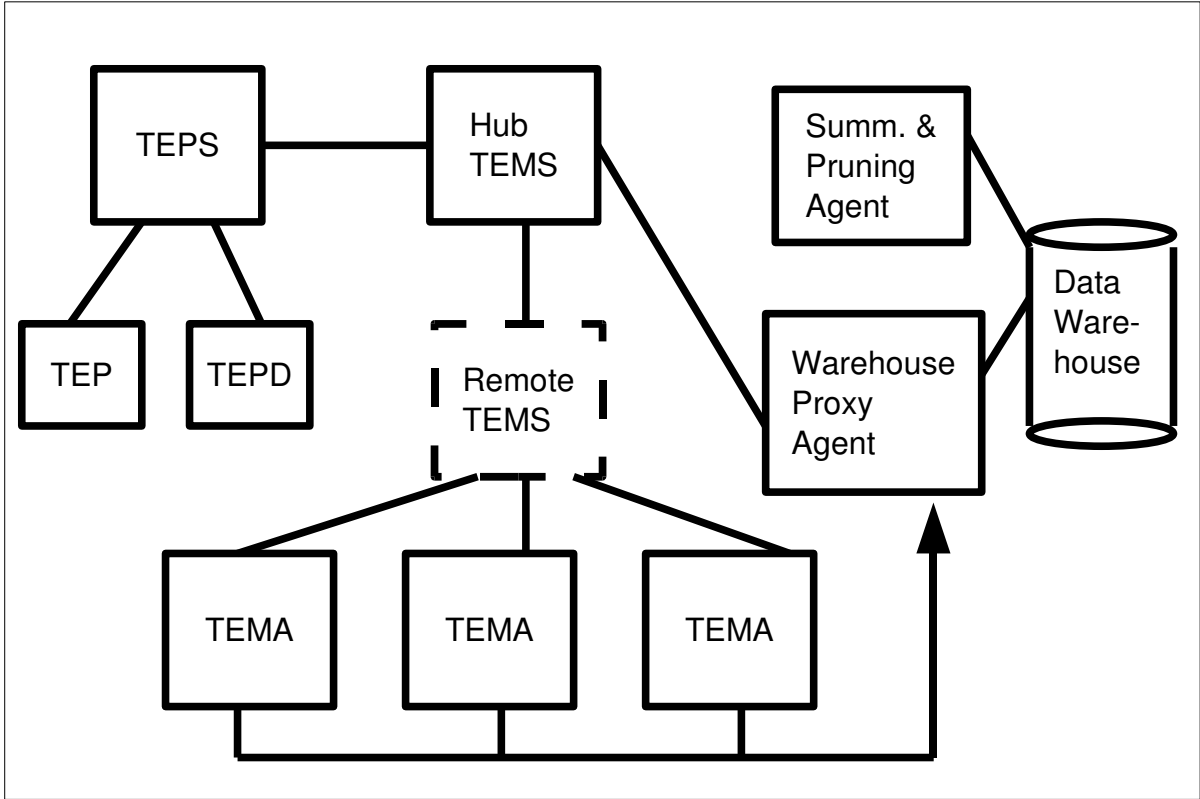 TEPS
Hub
TEMS
Summ. &
Pruning
Agent
Data
Ware-
house
TEP
TEPD
Remote
TEMS
Warehouse
Proxy
Agent
TEMA
TEMA
TEMA